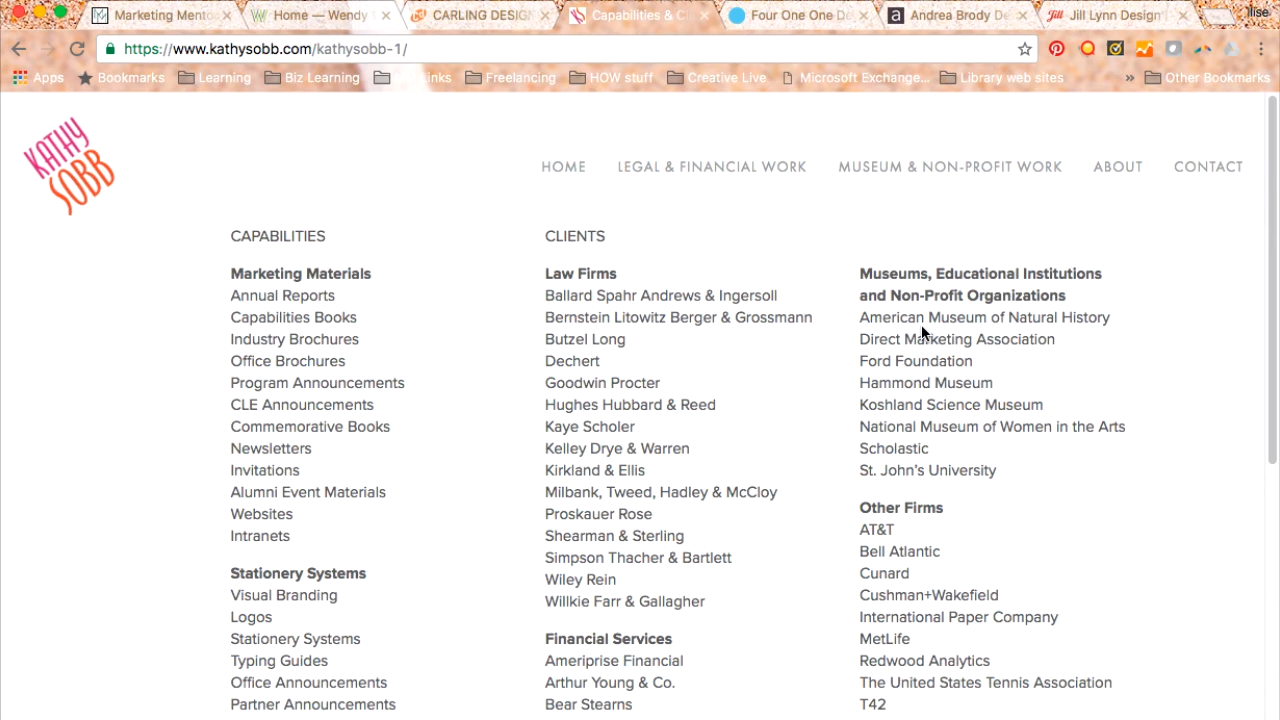 Marketing Mento
Home — Wendy
CARLING DESIG
Capabilities & Cl
Four One One D
Andrea Brody De
Jill Lynn Design
Ilise
https://www.kathysobb.com/kathysobb-1/
Apps
Bookmarks
Learning
Biz Learning
Links
Freelancing
HOW stuff
Creative Live
Microsoft Exchange...
Library web sites
»
Other Bookmarks
KATHY
SOBB
HOME
LEGAL & FINANCIAL WORK
MUSEUM & NON-PROFIT WORK
ABOUT
CONTACT
CAPABILITIES
Marketing Materials
Annual Reports
Capabilities Books
Industry Brochures
Office Brochures
Program Announcements
CLE Announcements
Commemorative Books
Newsletters
Invitations
Alumni Event Materials
Websites
Intranets
Stationery Systems
Visual Branding
Logos
Stationery Systems
Typing Guides
Office Announcements
Partner Announcements
CLIENTS
Law Firms
Ballard Spahr Andrews & Ingersoll
Bernstein Litowitz Berger & Grossmann
Butzel Long
Dechert
Goodwin Procter
Hughes Hubbard & Reed
Kaye Scholer
Kelley Drye & Warren
Kirkland & Ellis
Milbank, Tweed, Hadley & McCloy
Proskauer Rose
Shearman & Sterling
Simpson Thacher & Bartlett
Wiley Rein
Willkie Farr & Gallagher
Financial Services
Ameriprise Financial
Arthur Young & Co.
Bear Stearns
Museums, Educational Institutions
and Non-Profit Organizations
American Museum of Natural History
Direct Marketing Association
Ford Foundation
Hammond Museum
Koshland Science Museum
National Museum of Women in the Arts
Scholastic
St. John's University
Other Firms
AT&T
Bell Atlantic
Cunard
Cushman+Wakefield
International Paper Company
MetLife
Redwood Analytics
The United States Tennis Association
T42